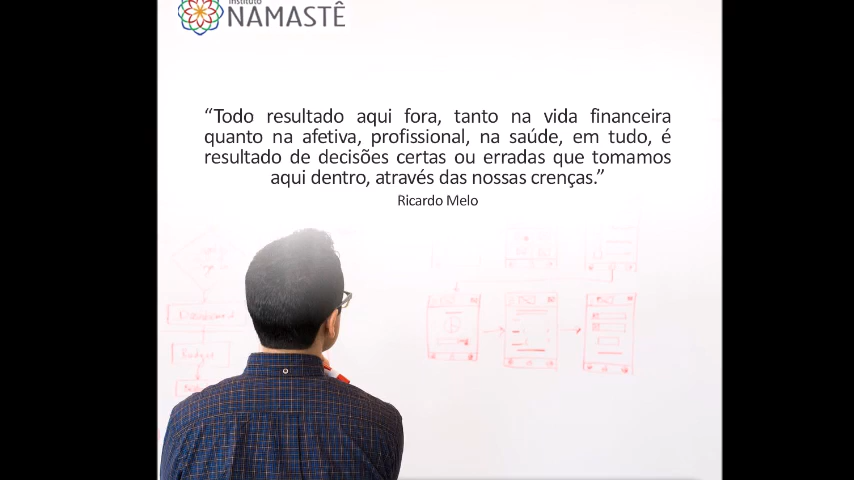 Instituto
NAMASTÊ
“Todo resultado aqui fora, tanto na vida financeira
quanto na afetiva, profissional, na saúde, em tudo, é
resultado de decisões certas ou erradas que tomamos
aqui dentro, através das nossas crenças.”
Ricardo Melo
Budget